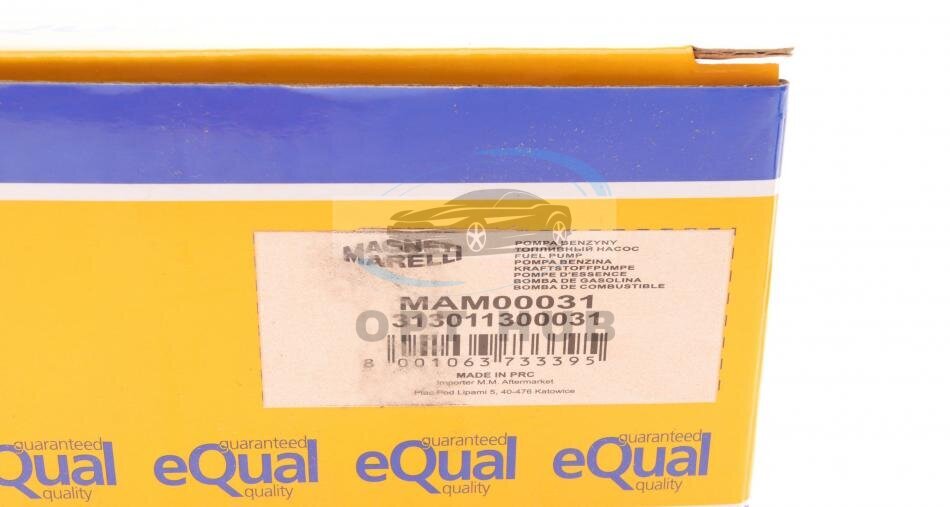 MAGNETI
MARELLI
POMPA BENZYNY
ТОПЛИВНЫЙ НАСОС
FUEL PUMP
POMPA BENZINA
KRAFTSTOFFPUMPE
POMPE D'ESSENCE
BOMBA DE GASOLINA
BOMBA DE COMBUSTIBLE
MAM00031
313011300031
OPT HUB
8 001063 733395
MADE IN PRC
Importer M.M. Aftermarket
Plac Pod Lipami 5, 40-476 Katowice
guaranteed guaranteed guaranteed guaranteed
eQual eQual eQual eQual
quality quality quality quality